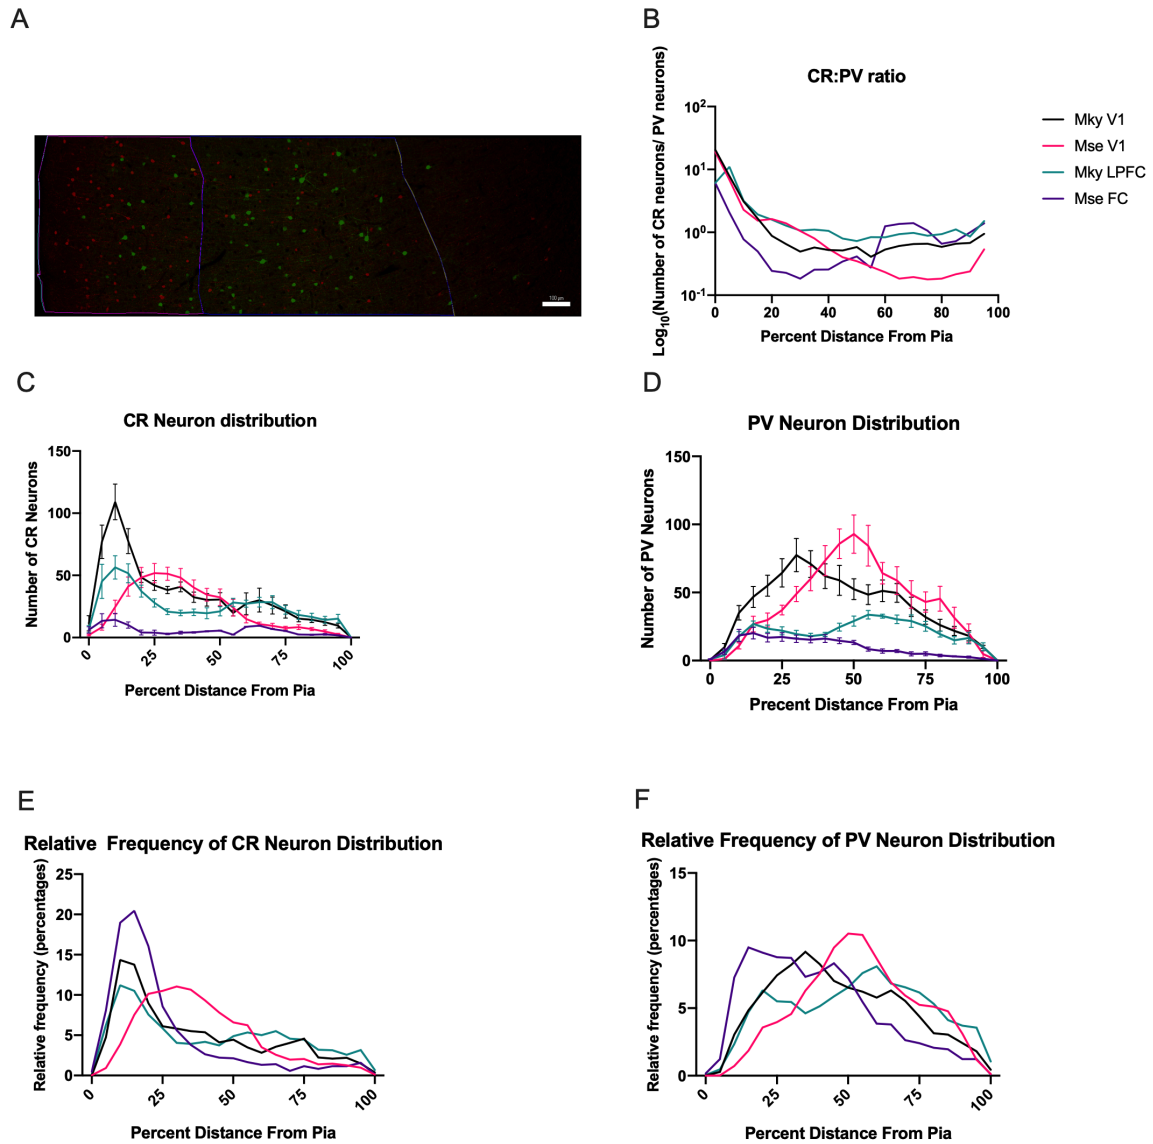 A
100 μm
B
CR:PV ratio
Log10(Number of CR neurons/ PV neurons)
10²
10¹
10⁰
10⁻¹
0 20 40 60 80 100
Percent Distance From Pia
Mky V1
Mse V1
Mky LPFC
Mse FC
C
CR Neuron distribution
Number of CR Neurons
150
100
50
0
0 25 50 75 100
Percent Distance From Pia
D
PV Neuron Distribution
Number of PV Neurons
150
100
50
0
0 25 50 75 100
Precent Distance From Pia
E
Relative Frequency of CR Neuron Distribution
Relative frequency (percentages)
25
20
15
10
5
0
0 25 50 75 100
Percent Distance From Pia
F
Relative Frequency of PV Neuron Distribution
Relative frequency (percentages)
15
10
5
0
0 25 50 75 100
Percent Distance From Pia